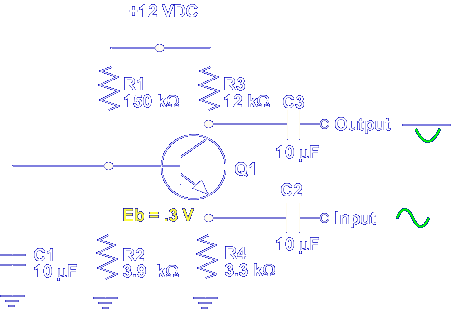 +12 VDC
R1
150 kΩ
R3
12 kΩ
C3
10 µF
Output
Q1
C2
10 µF
Input
Eb = .3 V
C1
10 µF
R2
3.9 kΩ
R4
3.3 kΩ